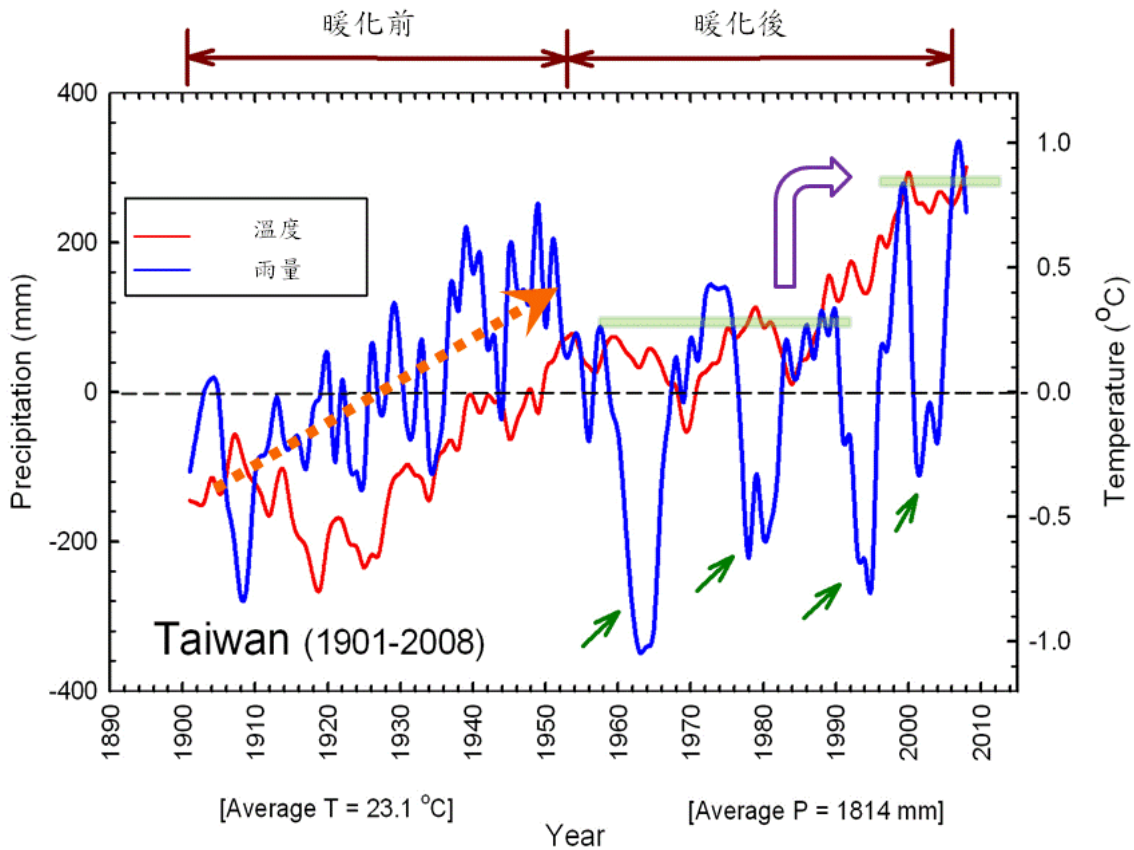 暖化前
暖化後
400
300
200
100
0
-200
-400
Precipitation (mm)
溫度
雨量
1.0
0.5
0.0
-0.5
-1.0
Temperature (°C)
Taiwan (1901-2008)
1890
1900
1910
1920
1930
1940
1950
1960
1970
1980
1990
2000
2010
[Average T = 23.1 °C]
[Average P = 1814 mm]
Year